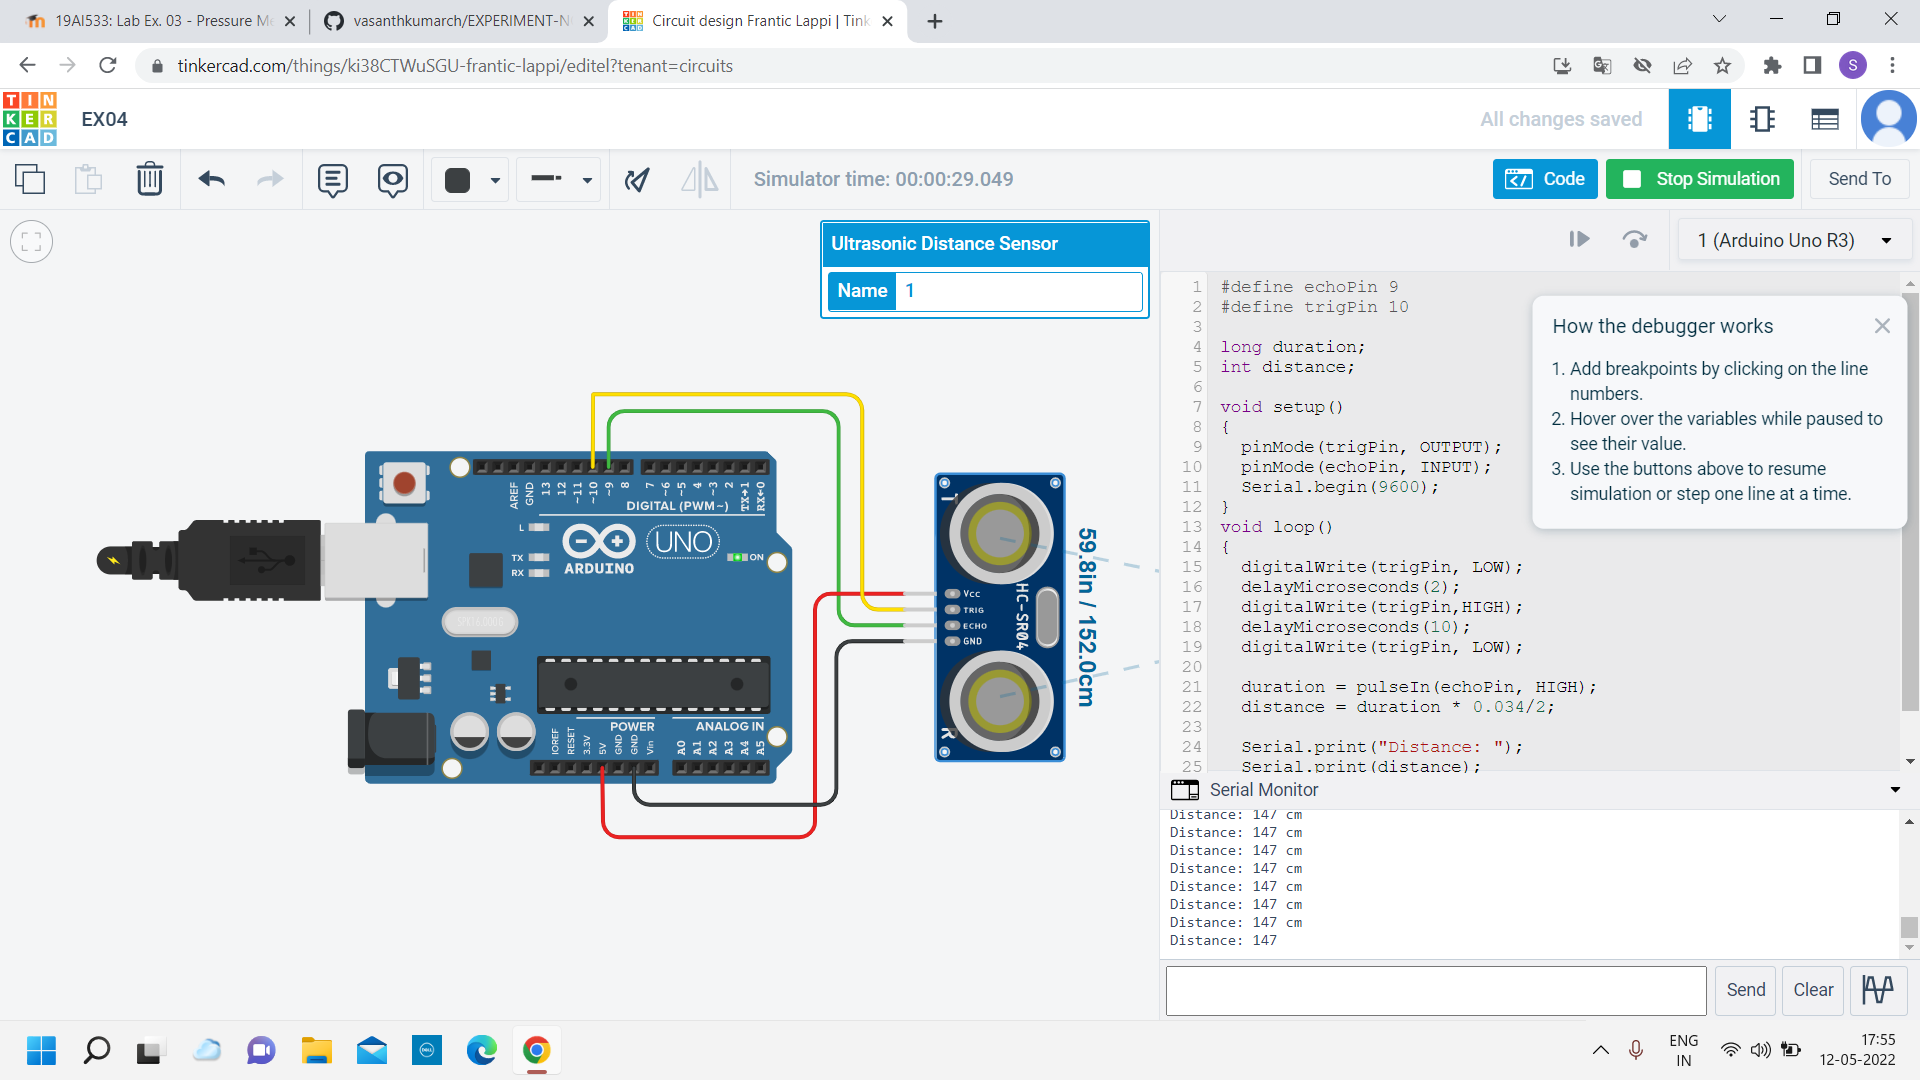 19AI533: Lab Ex. 03 - Pressure Me
vasanthkumarch/EXPERIMENT-N
Circuit design Frantic Lappi | Tink
tinkercad.com/things/ki38CTWuSGU-frantic-lappi/editel?tenant=circuits
S
TIN
KER
CAD
EX04
All changes saved
Simulator time: 00:00:29.049
Code
Stop Simulation
Send To
Ultrasonic Distance Sensor
Name 1
1 (Arduino Uno R3)
1 #define echoPin 9
2 #define trigPin 10
3
4 long duration;
5 int distance;
6
7 void setup()
8 {
9 pinMode(trigPin, OUTPUT);
10 pinMode(echoPin, INPUT);
11 Serial.begin(9600);
12 }
13 void loop()
14 {
15 digitalWrite(trigPin, LOW);
16 delayMicroseconds(2);
17 digitalWrite(trigPin,HIGH);
18 delayMicroseconds(10);
19 digitalWrite(trigPin, LOW);
20
21 duration = pulseIn(echoPin, HIGH);
22 distance = duration * 0.034/2;
23
24 Serial.print("Distance: ");
25 Serial.print(distance);
How the debugger works
1. Add breakpoints by clicking on the line
numbers.
2. Hover over the variables while paused to
see their value.
3. Use the buttons above to resume
simulation or step one line at a time.
AREF
GND
13
12
~11
~10
~9
8
7
~6
~5
4
~3
2
TX→1
RX←0
DIGITAL (PWM~)
L
TX
RX
UNO
ARDUINO
ON
POWER
ANALOG IN
IOREF
RESET
3.3V
5V
GND
GND
Vin
A0
A1
A2
A3
A4
A5
T
Vcc
TRIG
ECHO
GND
HC-SR04
R
59.8in / 152.0cm
Serial Monitor
Distance: 147 cm
Distance: 147 cm
Distance: 147 cm
Distance: 147 cm
Distance: 147 cm
Distance: 147 cm
Distance: 147 cm
Distance: 147
Send
Clear
DELL
ENG
IN
17:55
12-05-2022